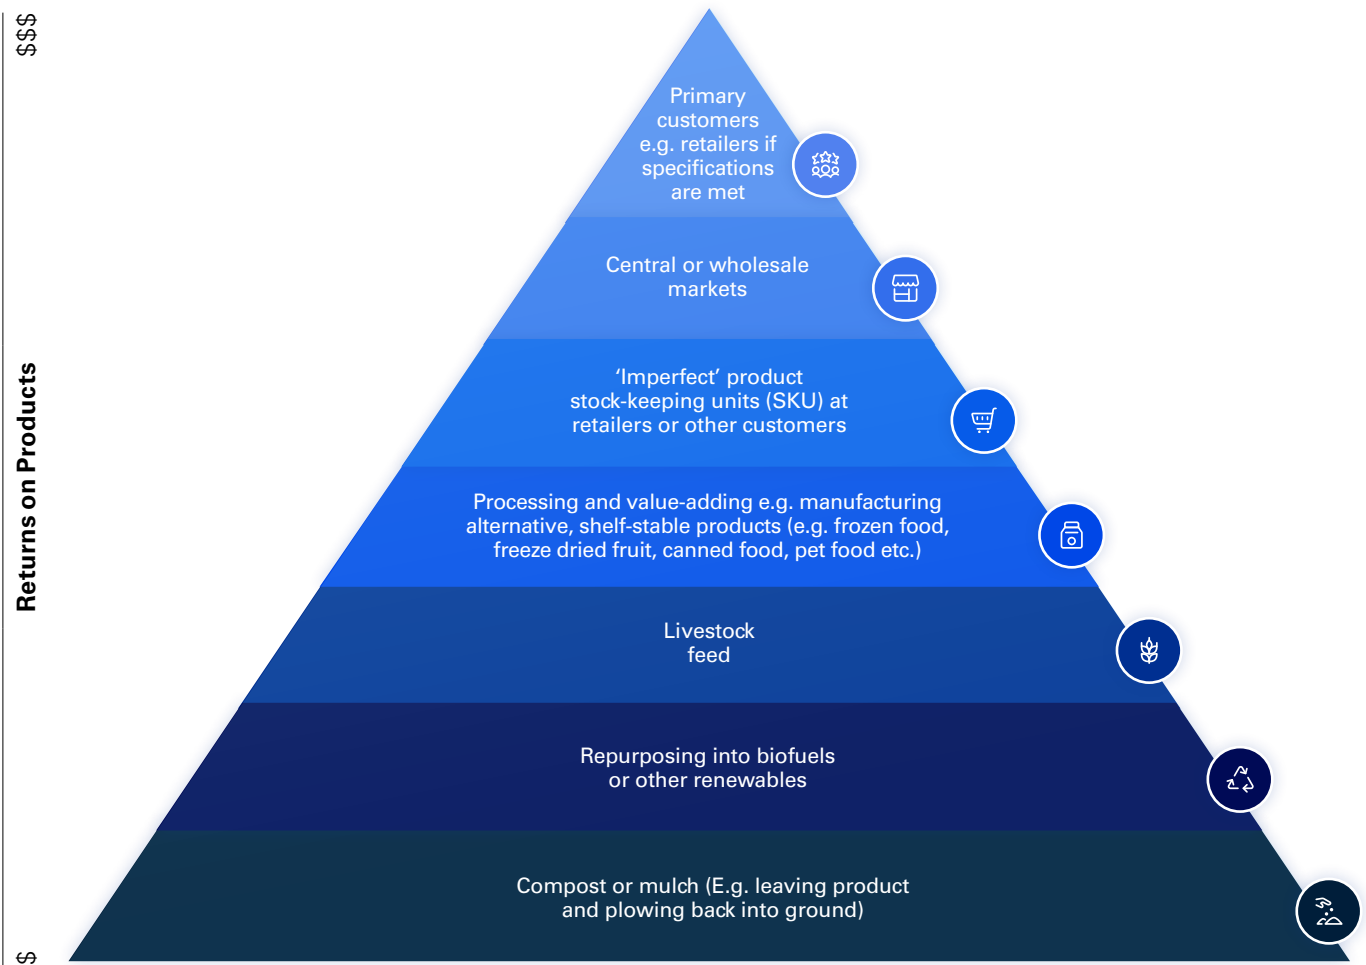 $$$
Returns on Products
$
Primary
customers
e.g. retailers if
specifications
are met
Central or wholesale
markets
‘Imperfect’ product
stock-keeping units (SKU) at
retailers or other customers
Processing and value-adding e.g. manufacturing
alternative, shelf-stable products (e.g. frozen food,
freeze dried fruit, canned food, pet food etc.)
Livestock
feed
Repurposing into biofuels
or other renewables
Compost or mulch (E.g. leaving product
and plowing back into ground)